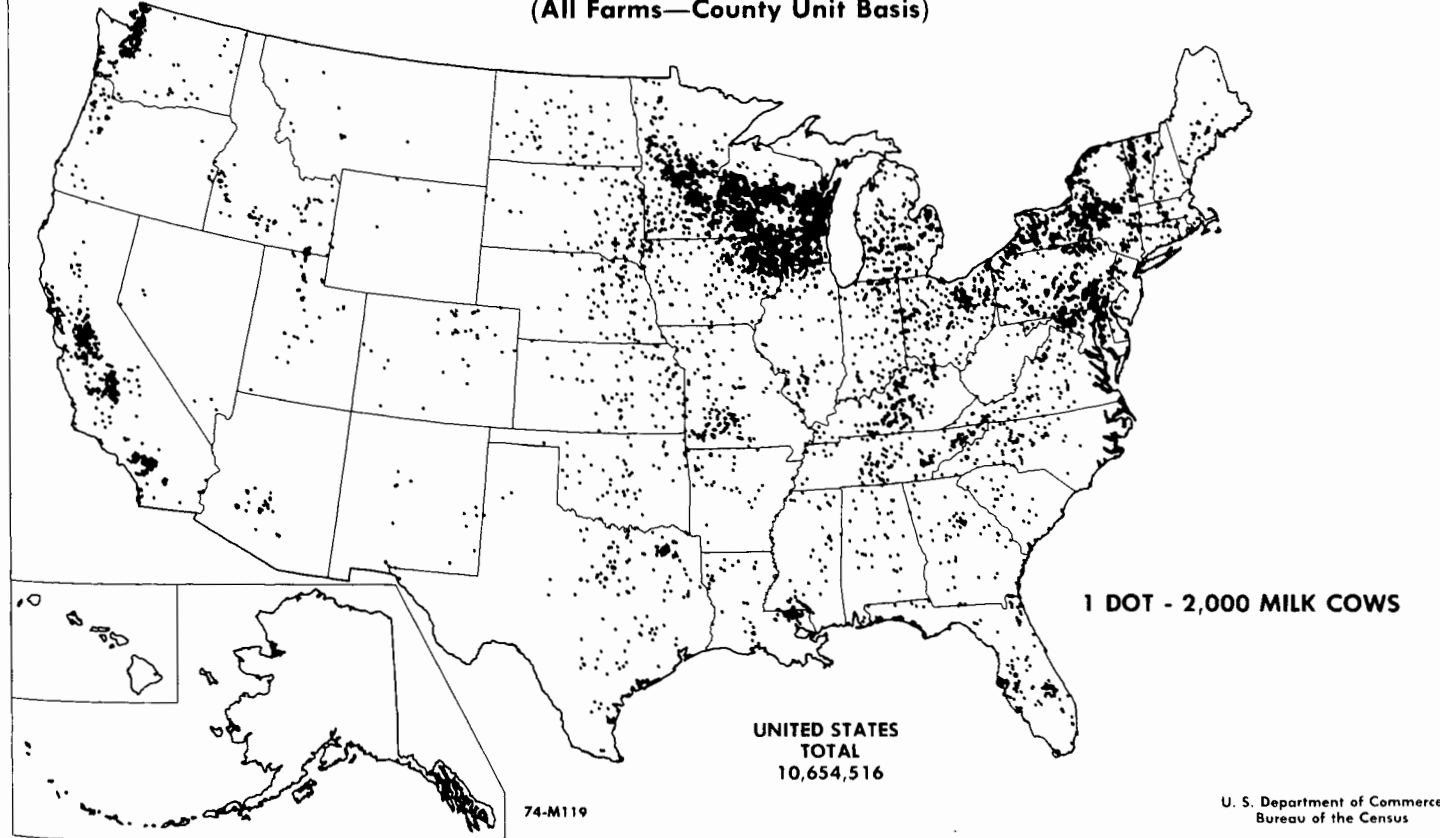 (All Farms—County Unit Basis)
1 DOT - 2,000 MILK COWS
UNITED STATES
TOTAL
10,654,516
74-M119
U. S. Department of Commerce
Bureau of the Census